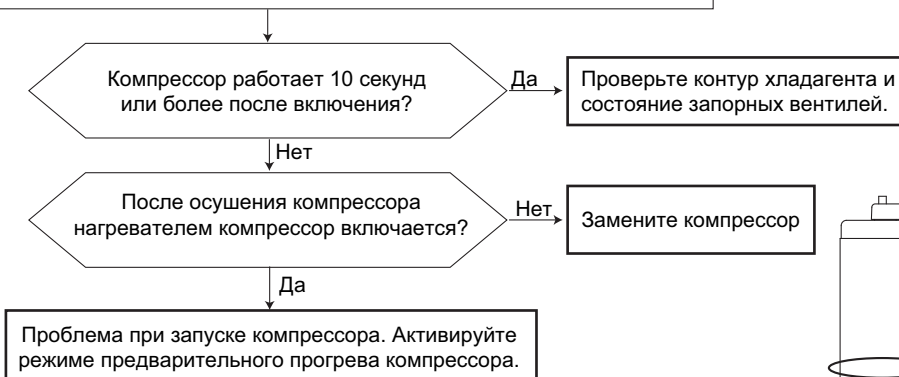 Компрессор работает 10 секунд
или более после включения?
Да
Проверьте контур хладагента и
состояние запорных вентилей.
Нет
После осушения компрессора
нагревателем компрессор включается?
Нет
Замените компрессор
Да
Проблема при запуске компрессора. Активируйте
режиме предварительного прогрева компрессора.